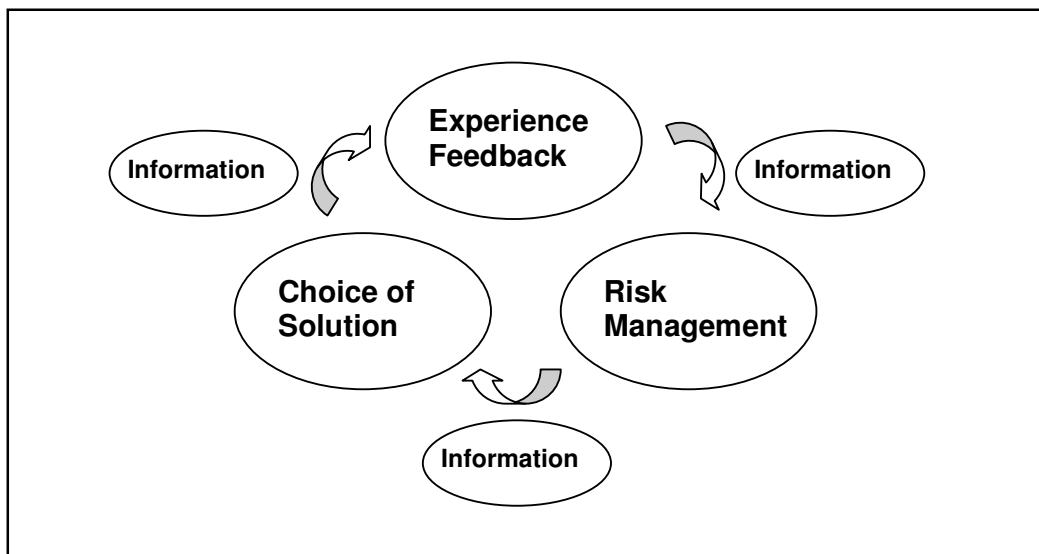 Experience
Feedback
Information
Information
Choice of
Solution
Risk
Management
Information